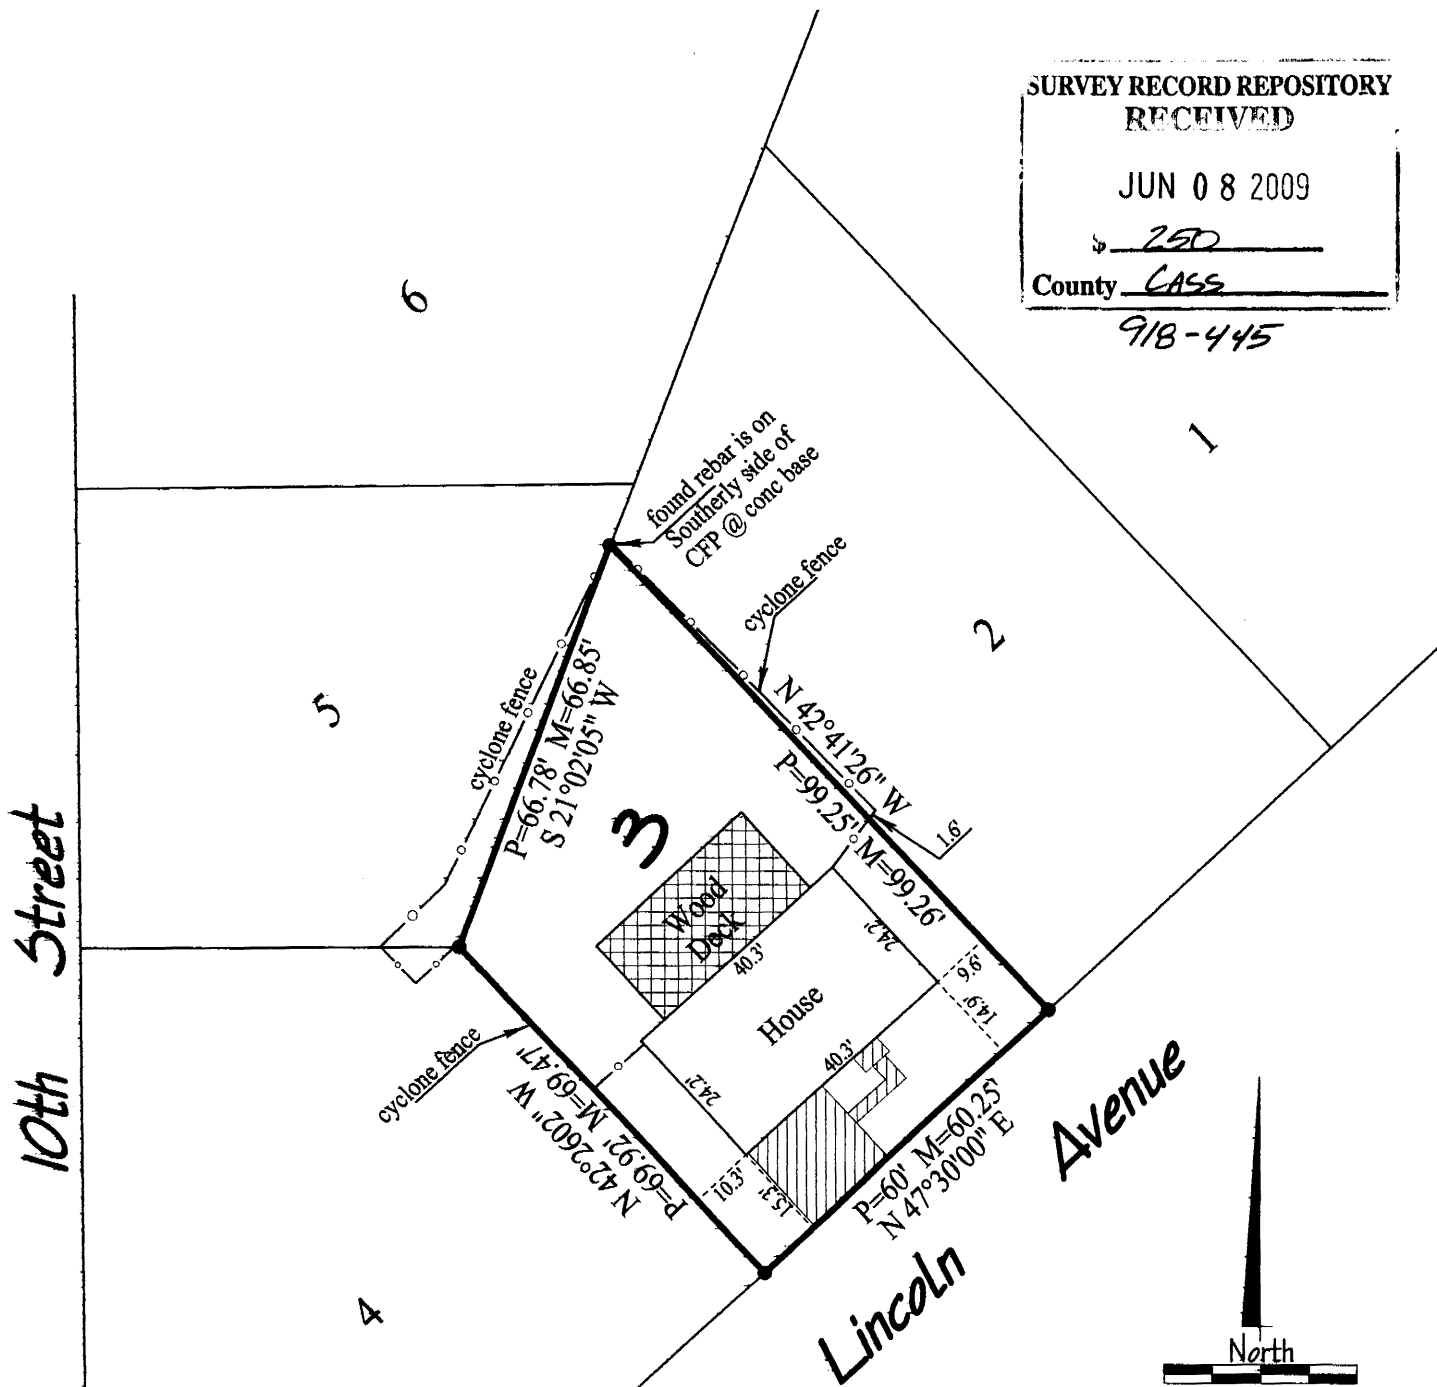 SURVEY RECORD REPOSITORY
RECEIVED
JUN 08 2009
$ 250
County CASS
918-445
6
1
found rebar is on
Southerly side of
CFP @ conc base
cyclone fence
2
5
cyclone fence
P=66.78' M=66.85'
S 21°02'05" W
N 42°41'26" W
P=99.25' M=99.26'
1.6'
3
Wood
Deck
40.3'
24.2'
House
9.6'
14.9'
40.3'
24.2'
10th Street
cyclone fence
N 42°2602" W
P=69.92' M=69.47'
10.3'
15.3'
P=60' M=60.25'
N 47°30'00" E
Lincoln Avenue
4
North